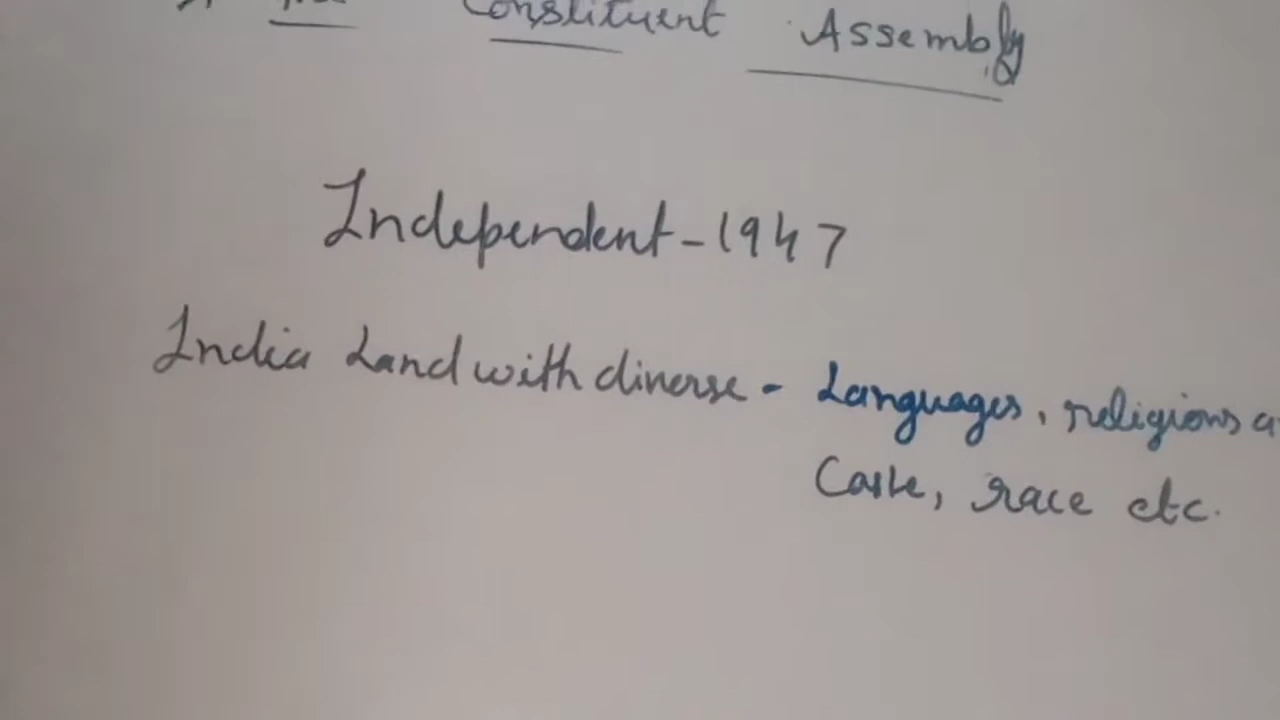 Constituent Assembly
Independent - 1947
India Land with diverse - Languages, religions
Caste, race etc.